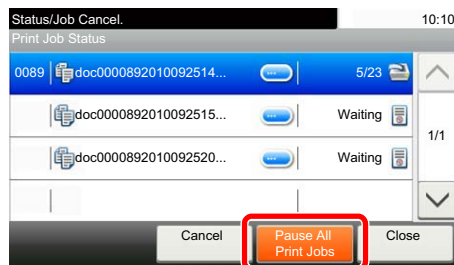 Status/Job Cancel. 10:10
Print Job Status
0089 doc0000892010092514... 5/23
doc0000892010092515... Waiting
1/1
doc0000892010092520... Waiting
Cancel Pause All Print Jobs Close